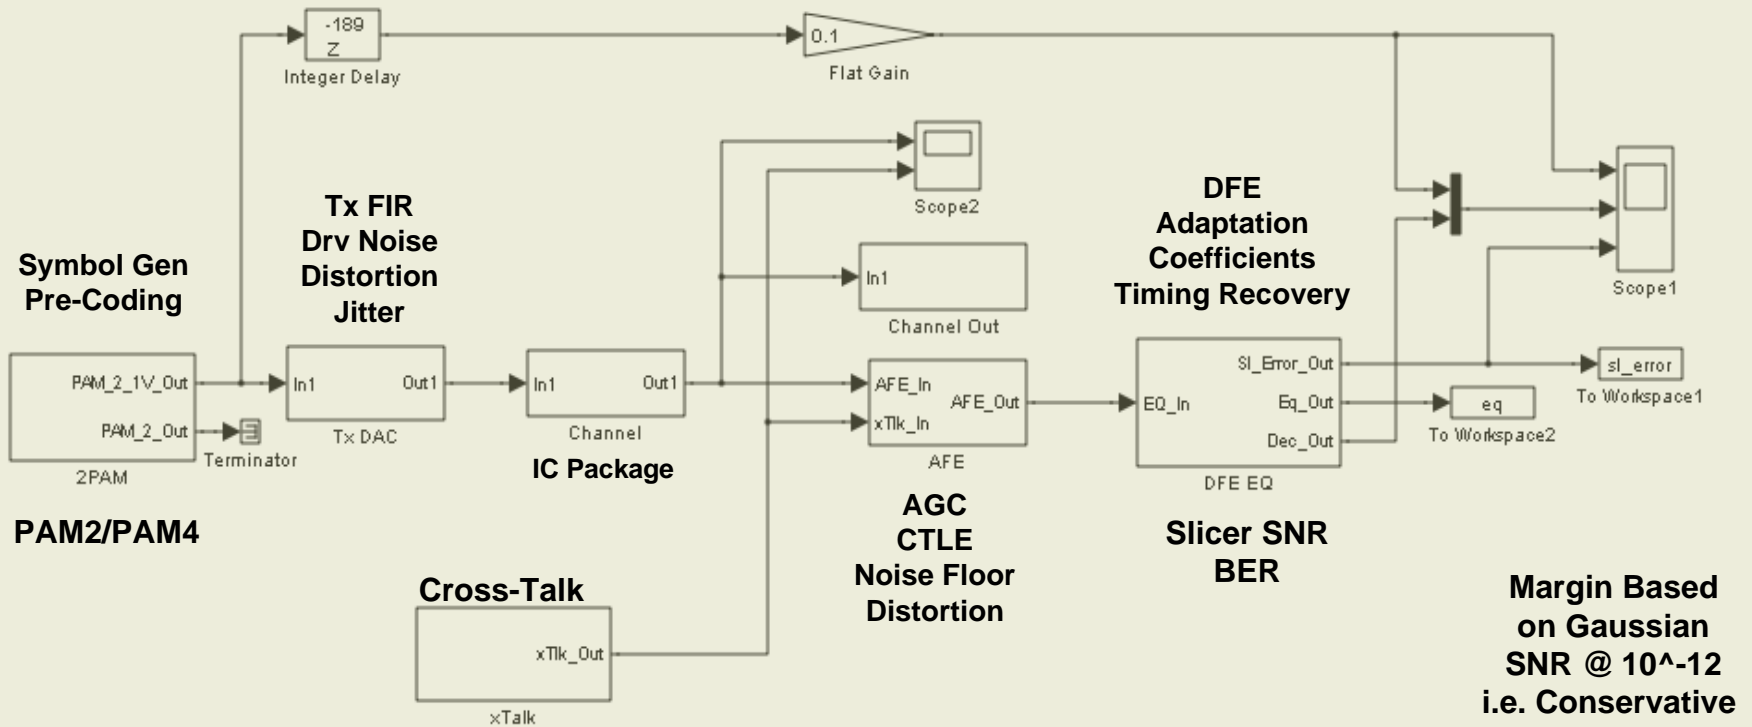 -189
Z
Integer Delay
0.1
Flat Gain
Scope2
Scope1
Symbol Gen
Pre-Coding
Tx FIR
Drv Noise
Distortion
Jitter
DFE
Adaptation
Coefficients
Timing Recovery
In1
Channel Out
PAM_2_1V_Out
PAM_2_Out
2PAM
Terminator
In1
Out1
Tx DAC
In1
Out1
Channel
IC Package
AFE_In
xTlk_In
AFE_Out
AFE
EQ_In
Sl_Error_Out
Eq_Out
Dec_Out
DFE EQ
sl_error
To Workspace1
eq
To Workspace2
PAM2/PAM4
AGC
CTLE
Noise Floor
Distortion
Slicer SNR
BER
Cross-Talk
xTlk_Out
xTalk
Margin Based
on Gaussian
SNR @ 10^-12
i.e. Conservative